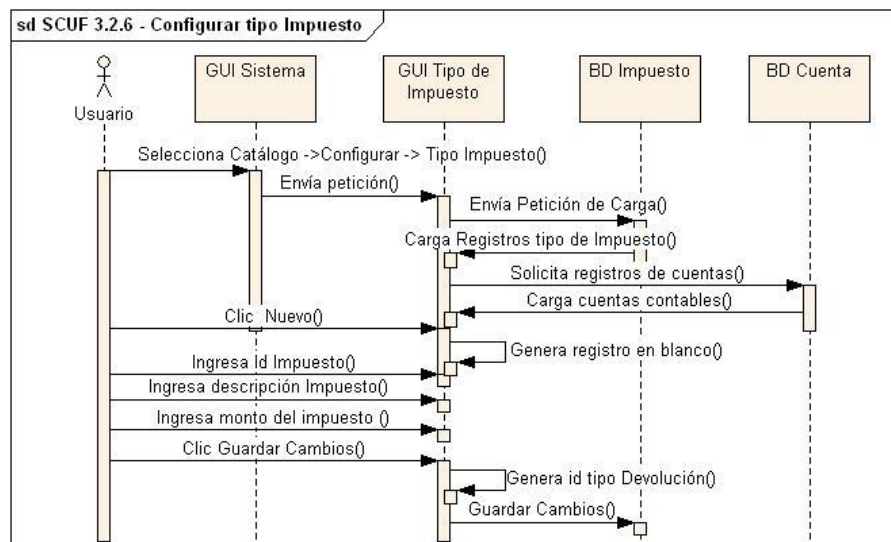 sd SCUF 3.2.6 - Configurar tipo Impuesto
Usuario
GUI Sistema
GUI Tipo de
Impuesto
BD Impuesto
BD Cuenta
Selecciona Catálogo ->Configurar -> Tipo Impuesto()
Envía petición()
Envía Petición de Carga()
Carga Registros tipo de Impuesto()
Solicita registros de cuentas()
Carga cuentas contables()
Clic Nuevo()
Genera registro en blanco()
Ingresa id Impuesto()
Ingresa descripción Impuesto()
Ingresa monto del impuesto ()
Clic Guardar Cambios()
Genera id tipo Devolución()
Guardar Cambios()